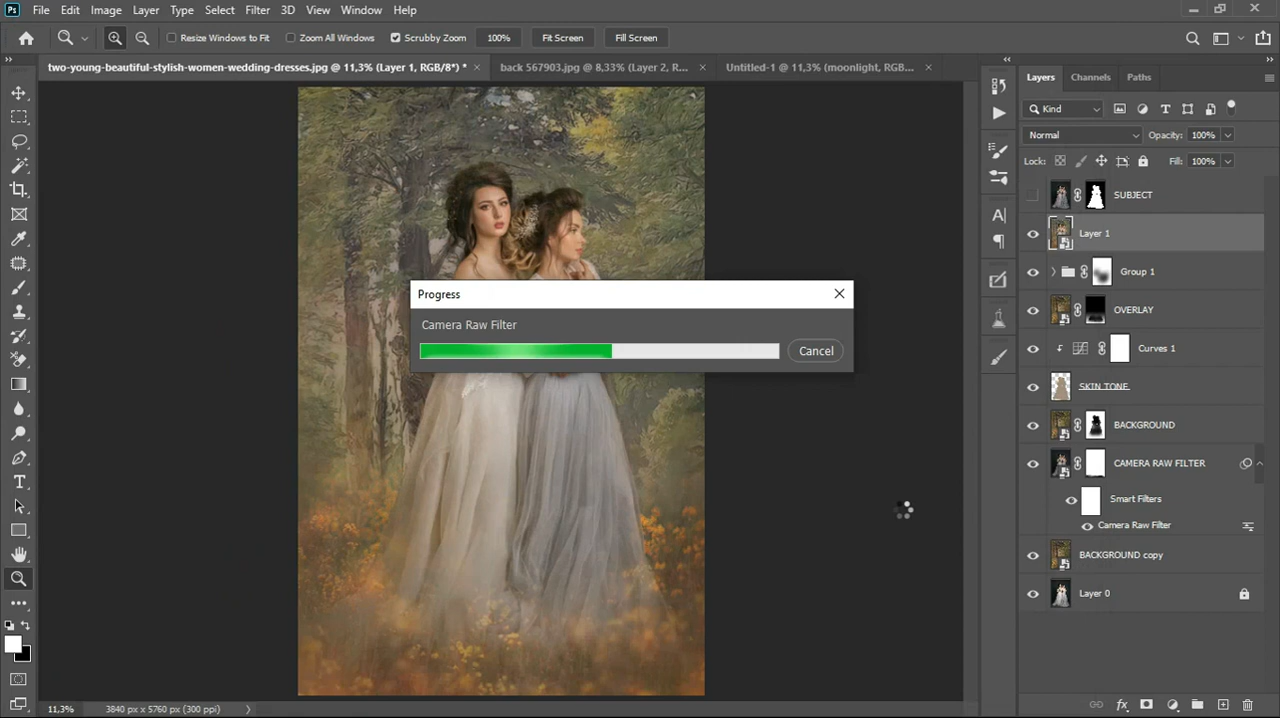 Ps File Edit Image Layer Type Select Filter 3D View Window Help
Resize Windows to Fit Zoom All Windows Scrubby Zoom 100% Fit Screen Fill Screen
two-young-beautiful-stylish-women-wedding-dresses.jpg @ 11,3% (Layer 1, RGB/8*) * back 567903.jpg @ 8,33% (Layer 2, R... Untitled-1 @ 11,3% (moonlight, RGB...
Layers Channels Paths
Kind
Normal Opacity: 100%
Lock: Fill: 100%
SUBJECT
Layer 1
Group 1
OVERLAY
Curves 1
SKIN TONE
BACKGROUND
CAMERA RAW FILTER
Smart Filters
Camera Raw Filter
BACKGROUND copy
Layer 0
Progress
Camera Raw Filter
Cancel
11,3% 3840 px x 5760 px (300 ppi)